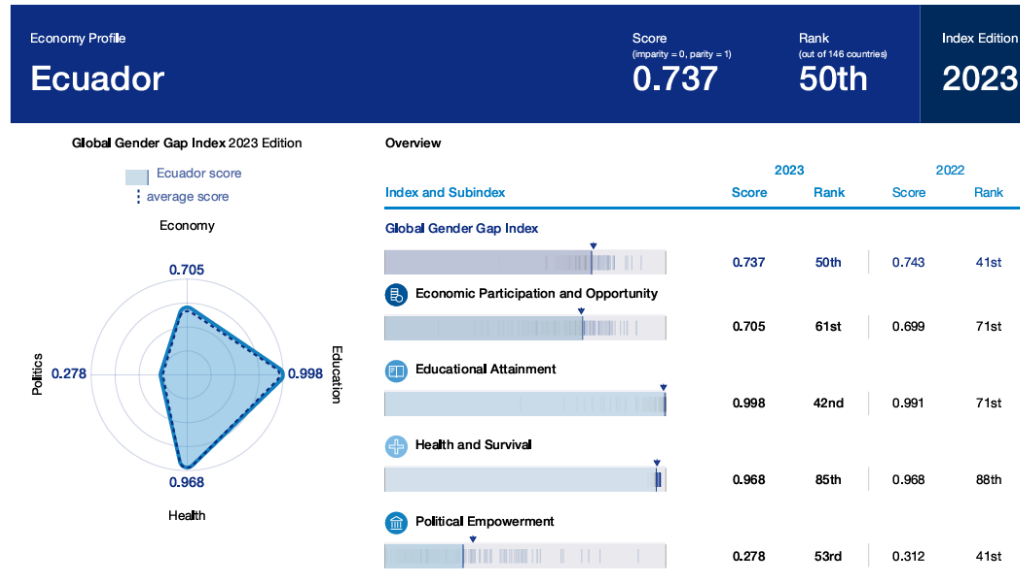 Economy Profile
Ecuador
Score
(imparity = 0, parity = 1)
0.737
Rank
(out of 146 countries)
50th
Index Edition
2023
Global Gender Gap Index 2023 Edition
Ecuador score
average score
Economy
0.705
Politics
0.278
0.998
Education
0.968
Health
Overview
2023
2022
Index and Subindex Score Rank Score Rank
Global Gender Gap Index
0.737 50th 0.743 41st
Economic Participation and Opportunity
0.705 61st 0.699 71st
Educational Attainment
0.998 42nd 0.991 71st
Health and Survival
0.968 85th 0.968 88th
Political Empowerment
0.278 53rd 0.312 41st